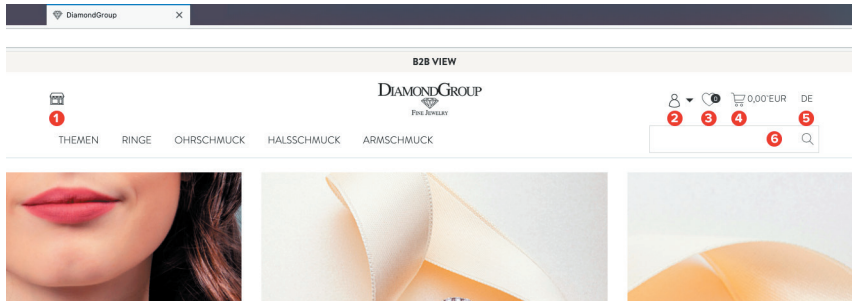 DiamondGroup
B2B VIEW
DIAMONDGROUP
FINE JEWELRY
0
0,00 EUR
DE
1
2
3
4
5
THEMEN
RINGE
OHRSCHMUCK
HALSSCHMUCK
ARMSCHMUCK
6